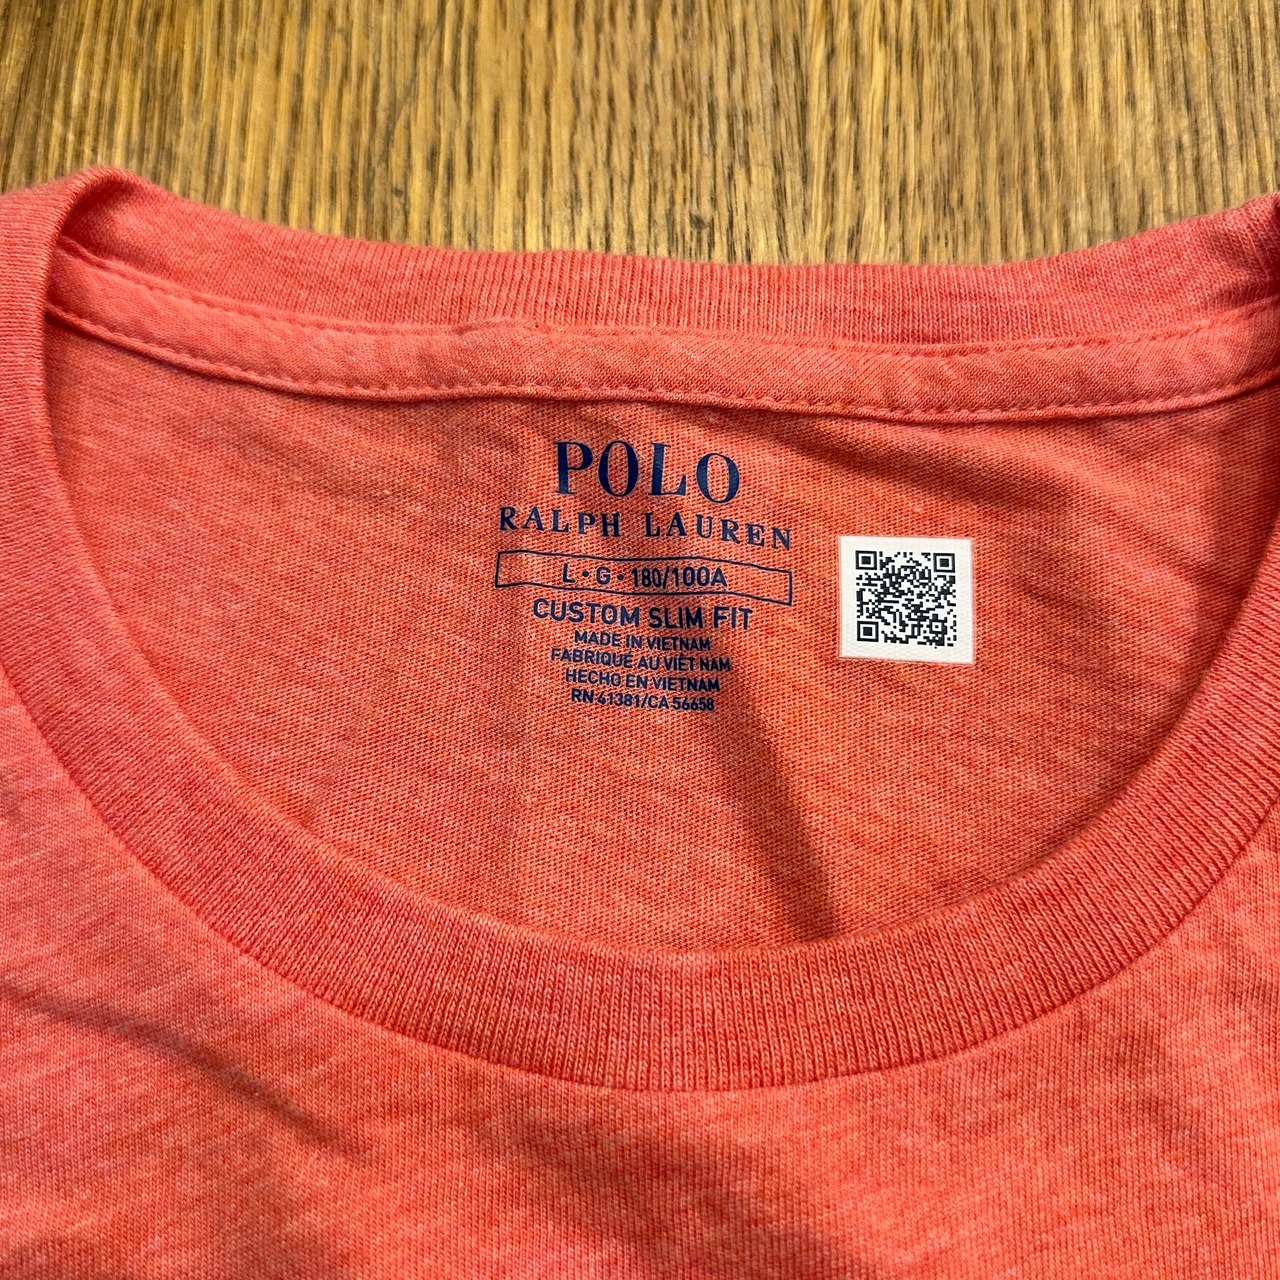 POLO
RALPH LAUREN
L • G • 180/100A
CUSTOM SLIM FIT
MADE IN VIETNAM
FABRIQUÉ AU VIÊT NAM
HECHO EN VIETNAM
RN 41381/CA 56658